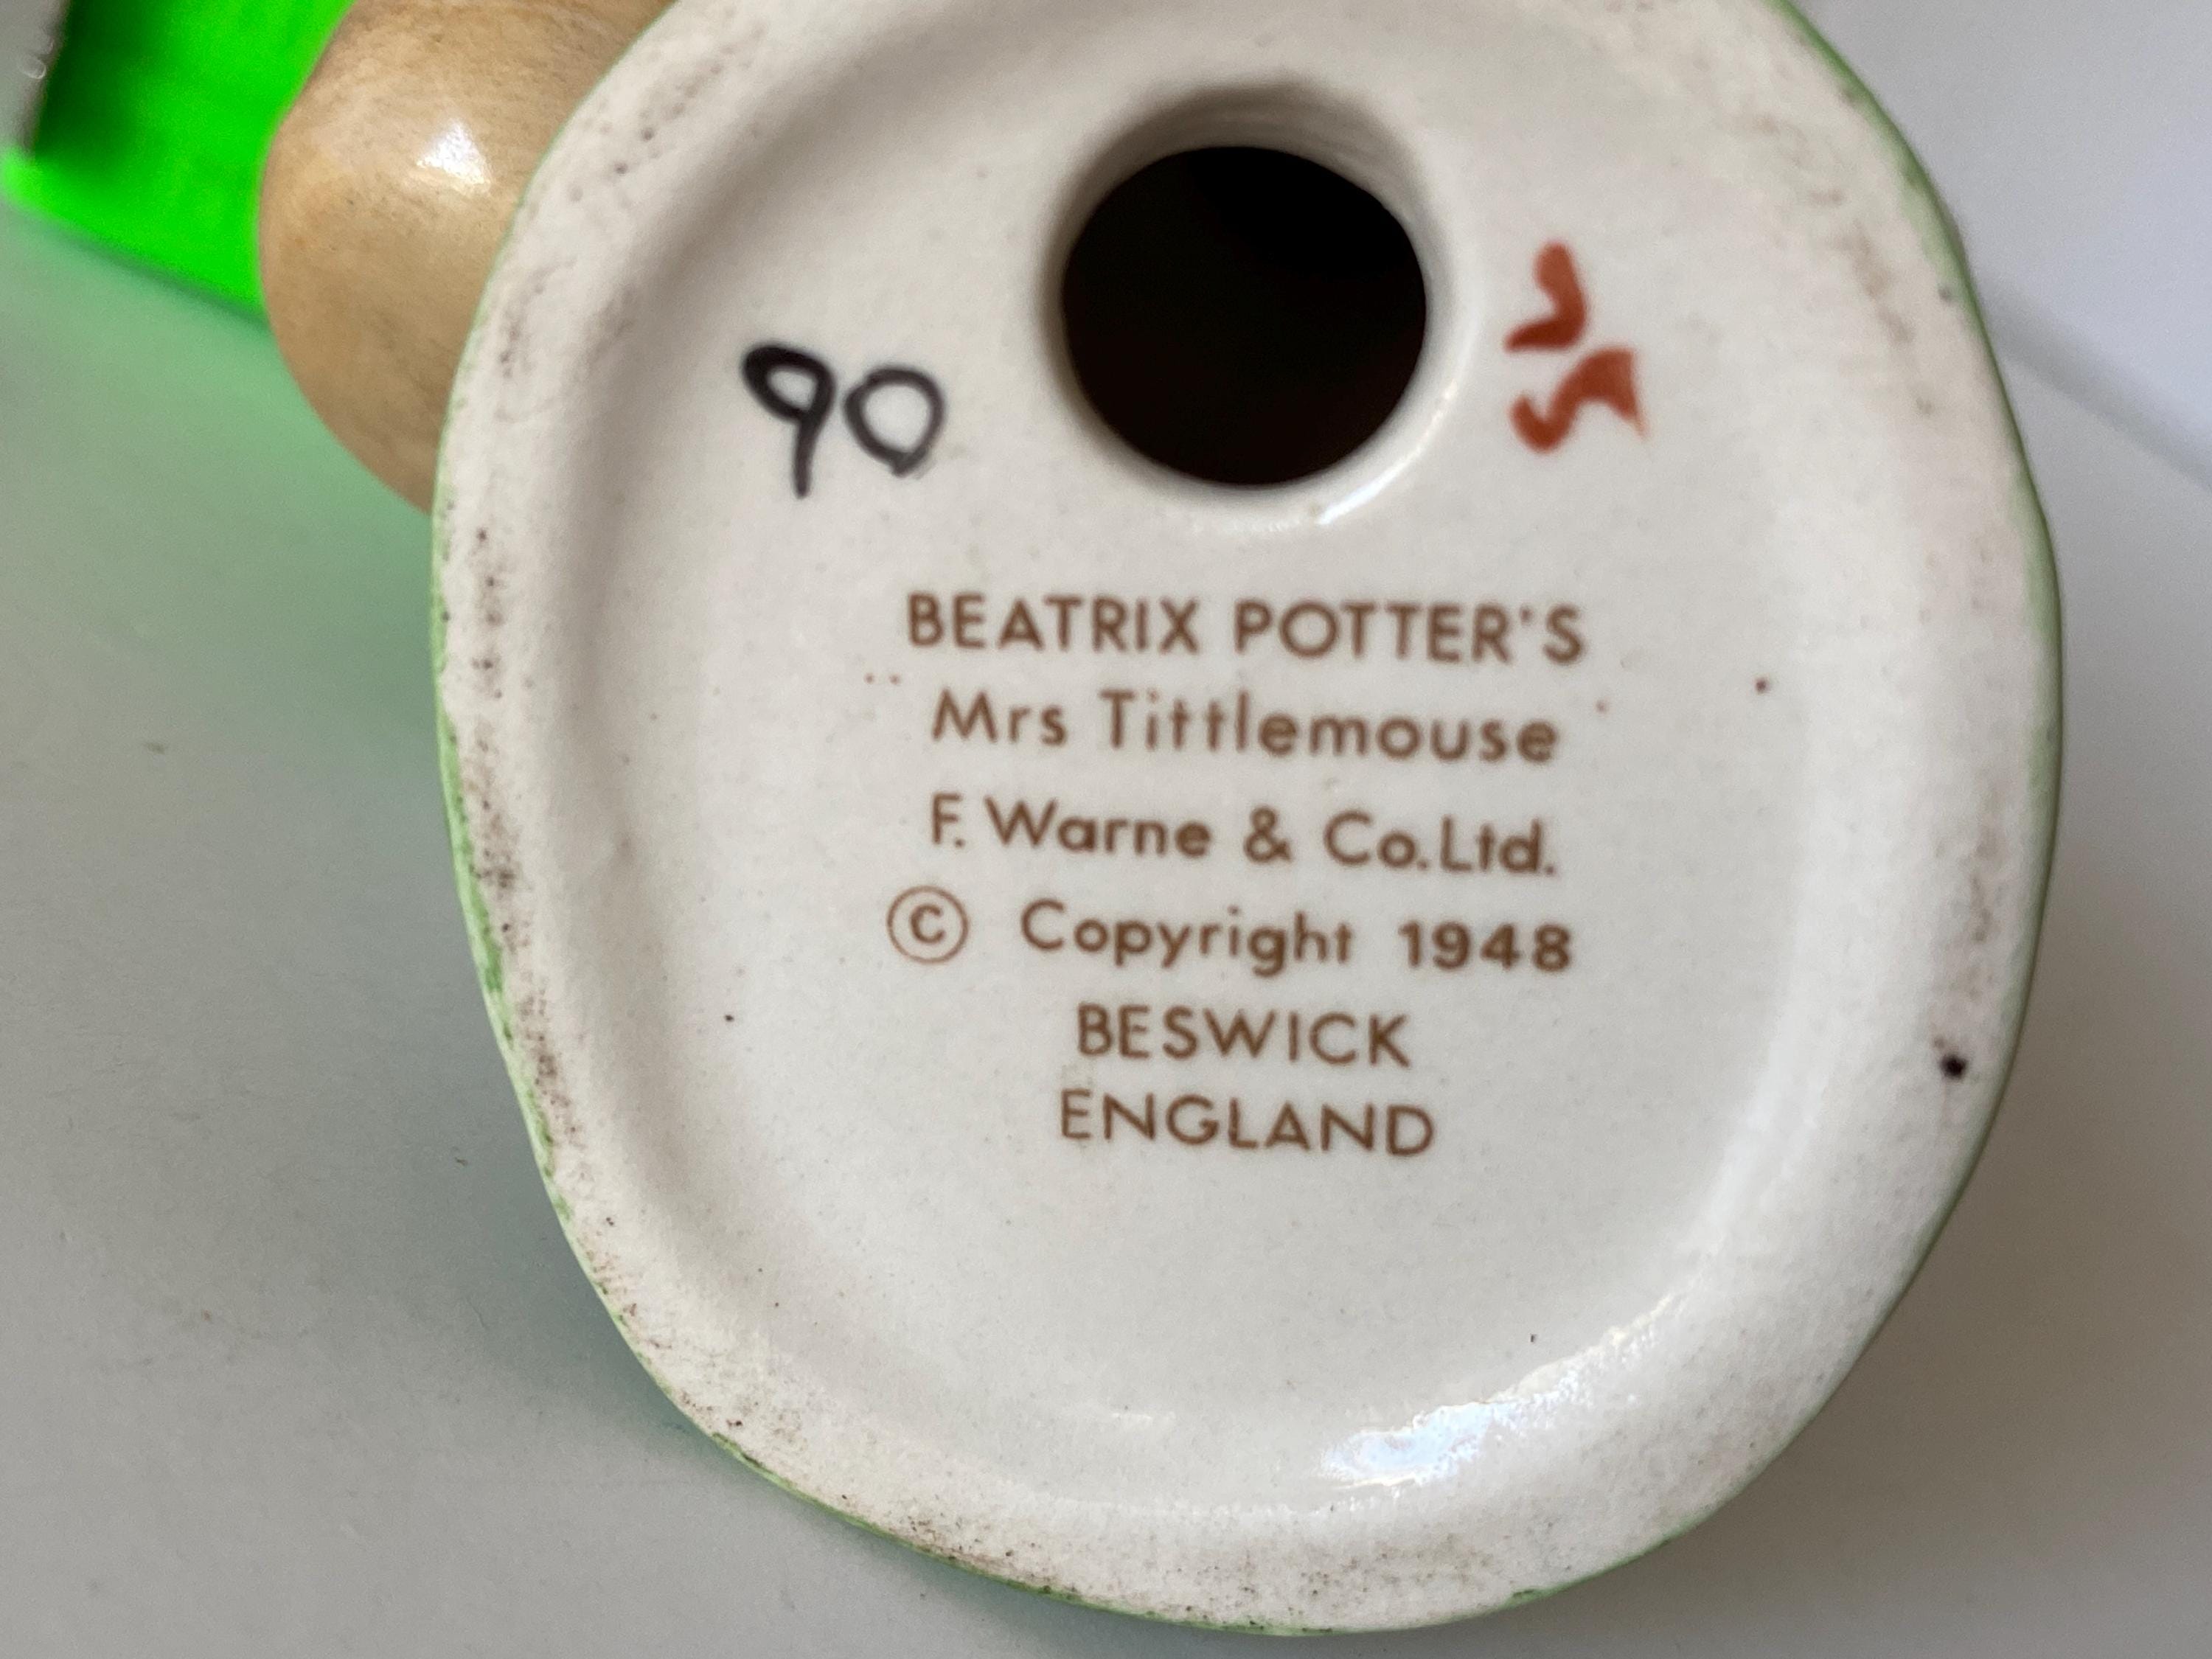 90
BEATRIX POTTER'S
Mrs Tittlemouse
F. Warne & Co.Ltd.
© Copyright 1948
BESWICK
ENGLAND